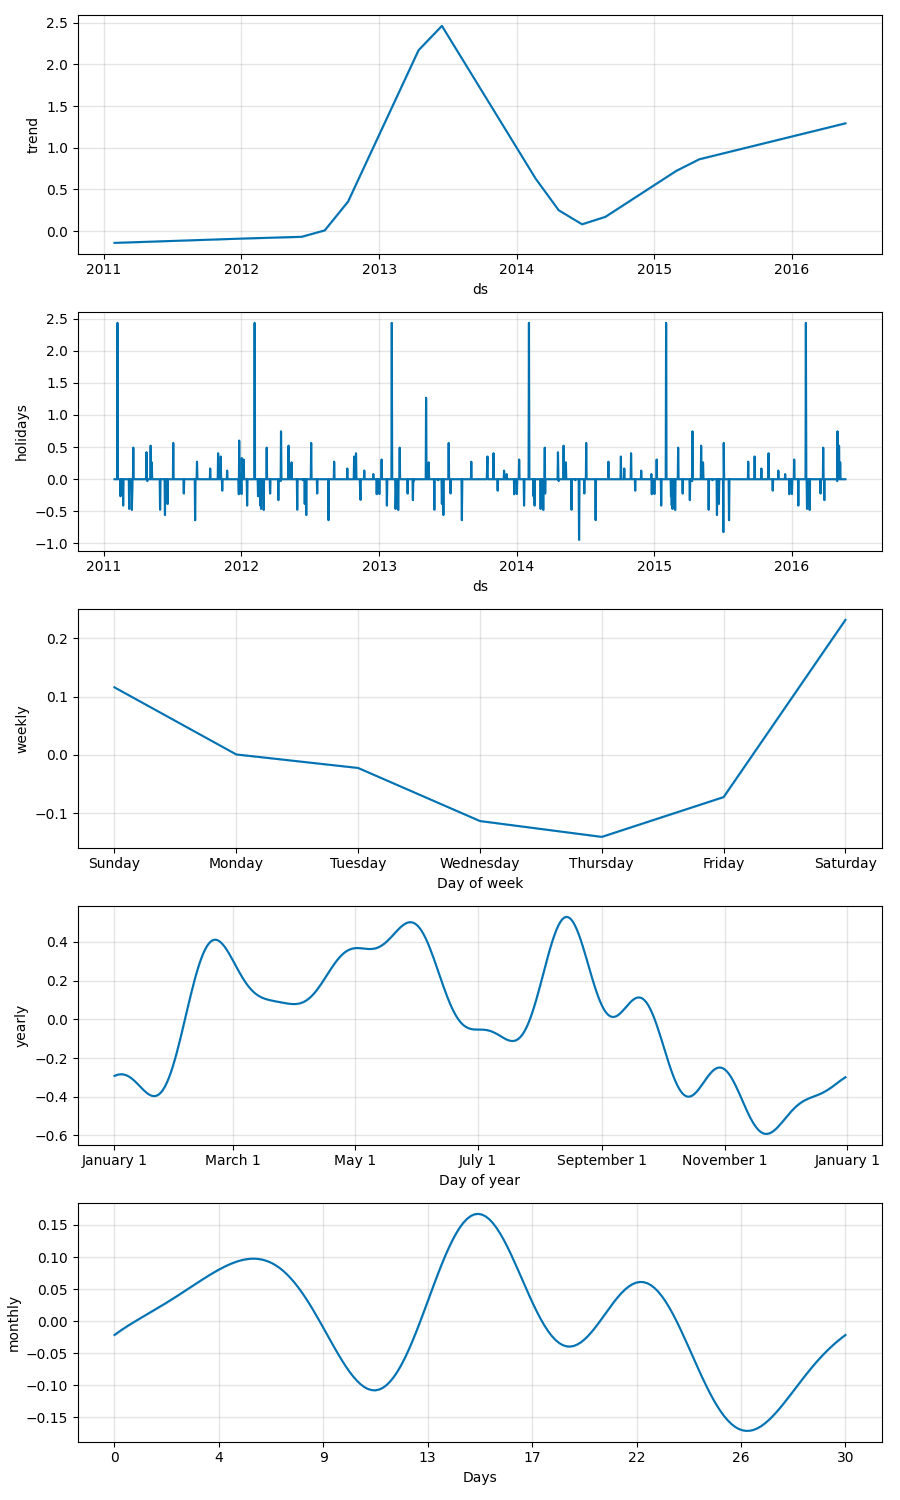 2.5
2.0
1.5
1.0
0.5
0.0
trend
2011 2012 2013 2014 2015 2016
ds
2.5
2.0
1.5
1.0
0.5
0.0
−0.5
−1.0
holidays
2011 2012 2013 2014 2015 2016
ds
0.2
0.1
0.0
−0.1
weekly
Sunday Monday Tuesday Wednesday Thursday Friday Saturday
Day of week
0.4
0.2
0.0
−0.2
−0.4
−0.6
yearly
January 1 March 1 May 1 July 1 September 1 November 1 January 1
Day of year
0.15
0.10
0.05
0.00
−0.05
−0.10
−0.15
monthly
0 4 9 13 17 22 26 30
Days